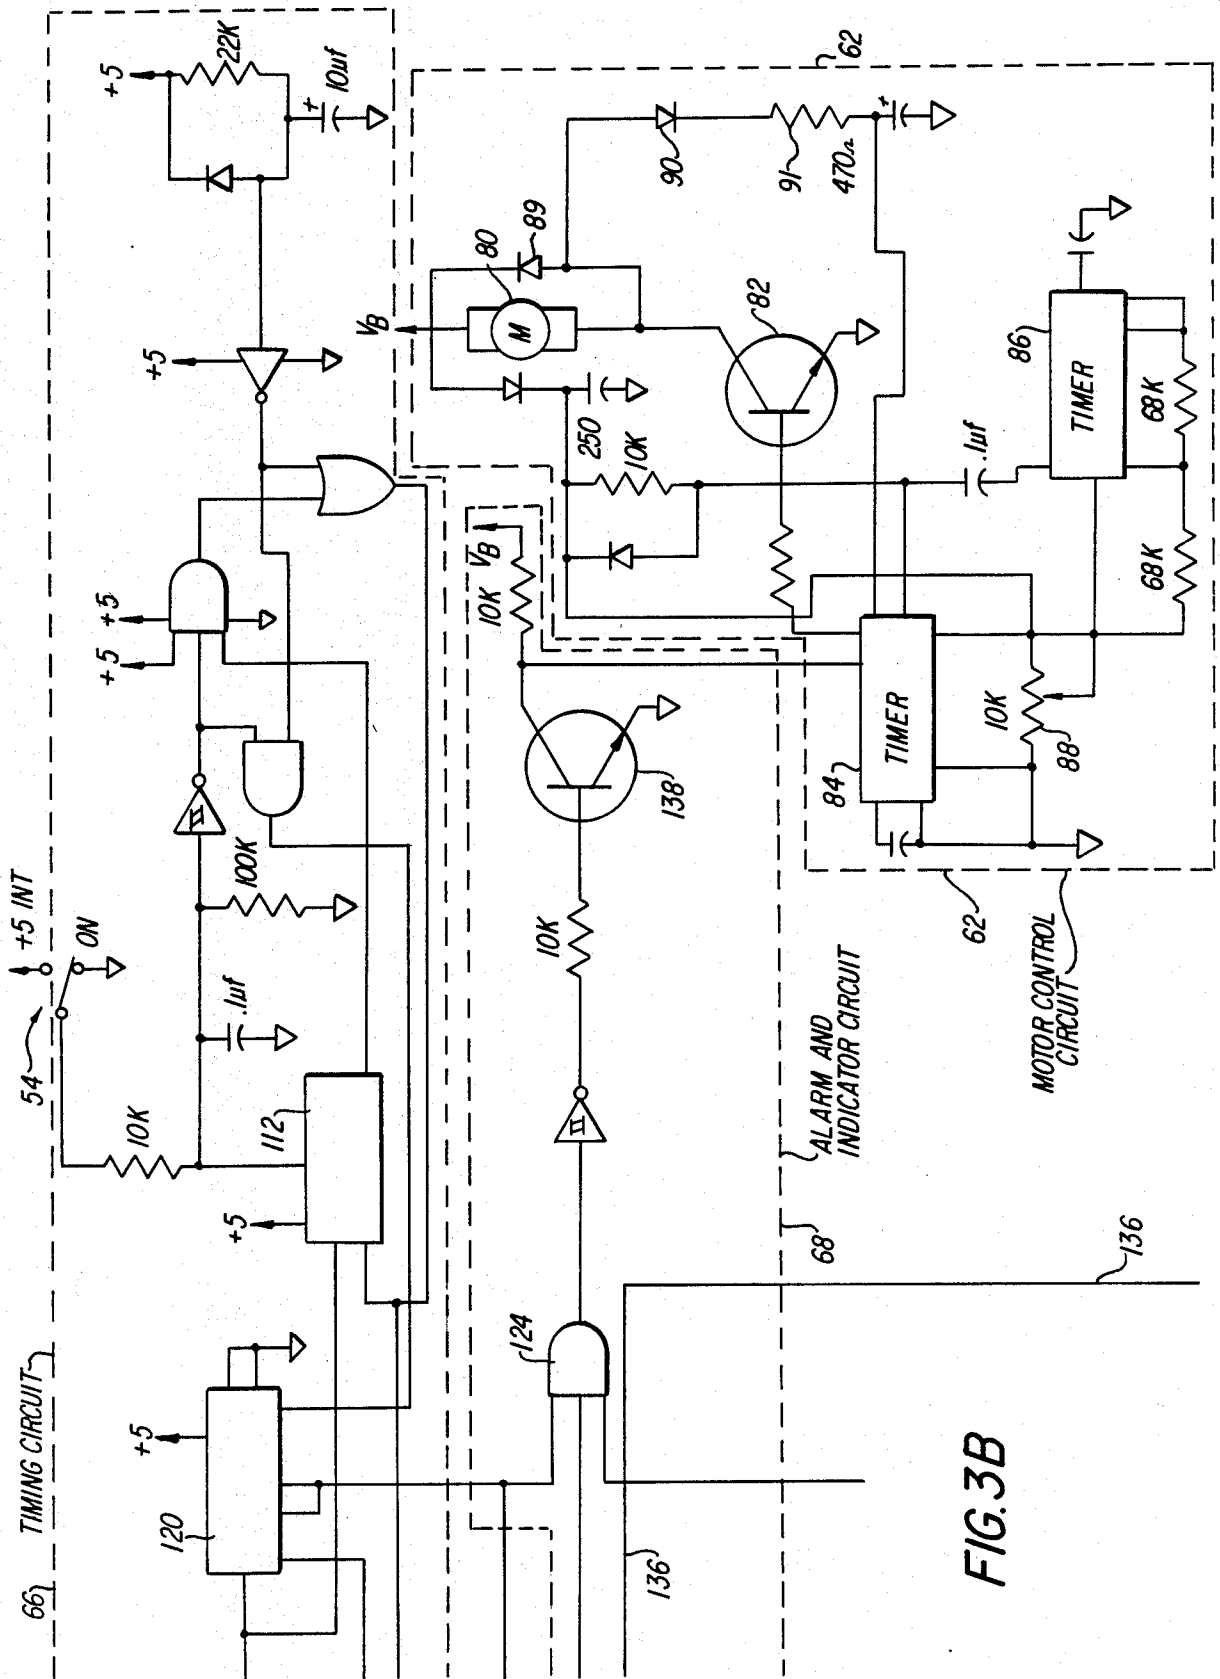 66
TIMING CIRCUIT
54
+5 INT
ON
10K
.1µf
100K
+5
+5
+5
+5
22K
+
10µf
120
+5
112
+5
124
10K
138
10K
VB
136
136
68
ALARM AND
INDICATOR CIRCUIT
VB
80
M
89
90
91
470Ω
+
62
82
250
10K
.1µf
86
TIMER
68K
68K
84
TIMER
10K
88
62
MOTOR CONTROL
CIRCUIT
FIG.3B